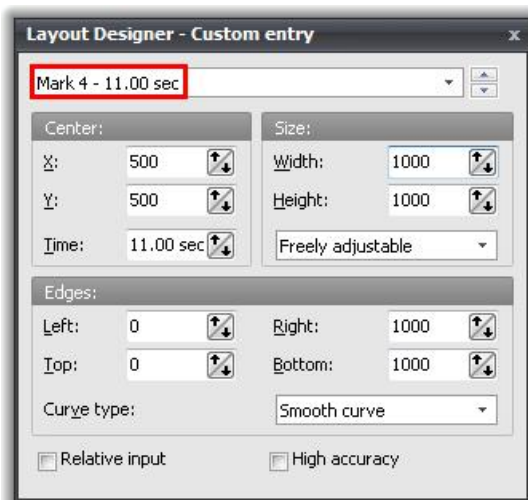 Layout Designer - Custom entry x
Mark 4 - 11.00 sec
Center: Size:
X: 500 Width: 1000
Y: 500 Height: 1000
Time: 11.00 sec Freely adjustable
Edges:
Left: 0 Right: 1000
Top: 0 Bottom: 1000
Curve type: Smooth curve
Relative input High accuracy